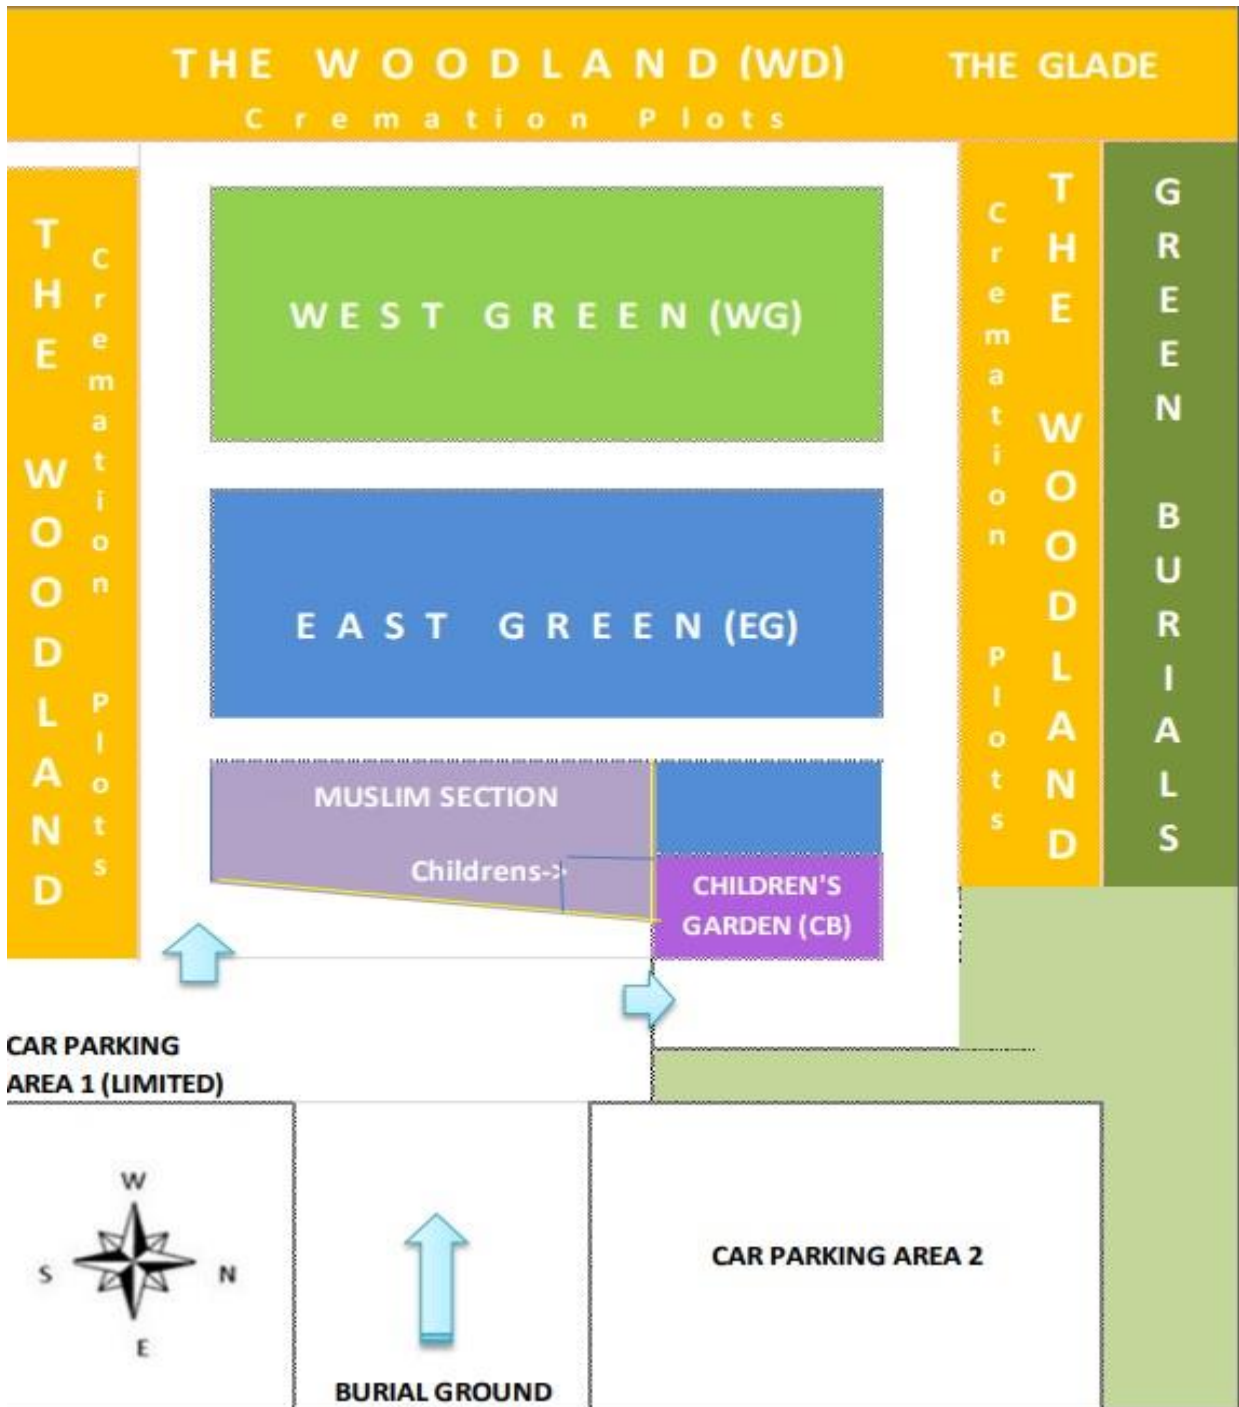 THE WOODLAND (WD)
THE GLADE
Cremation Plots
THE WOODLAND
Cremation Plots
WEST GREEN (WG)
EAST GREEN (EG)
MUSLIM SECTION
Childrens->
CHILDREN'S
GARDEN (CB)
Cremation Plots
THE WOODLAND
GREEN BURIALS
CAR PARKING
AREA 1 (LIMITED)
W
S
N
E
BURIAL GROUND
CAR PARKING AREA 2